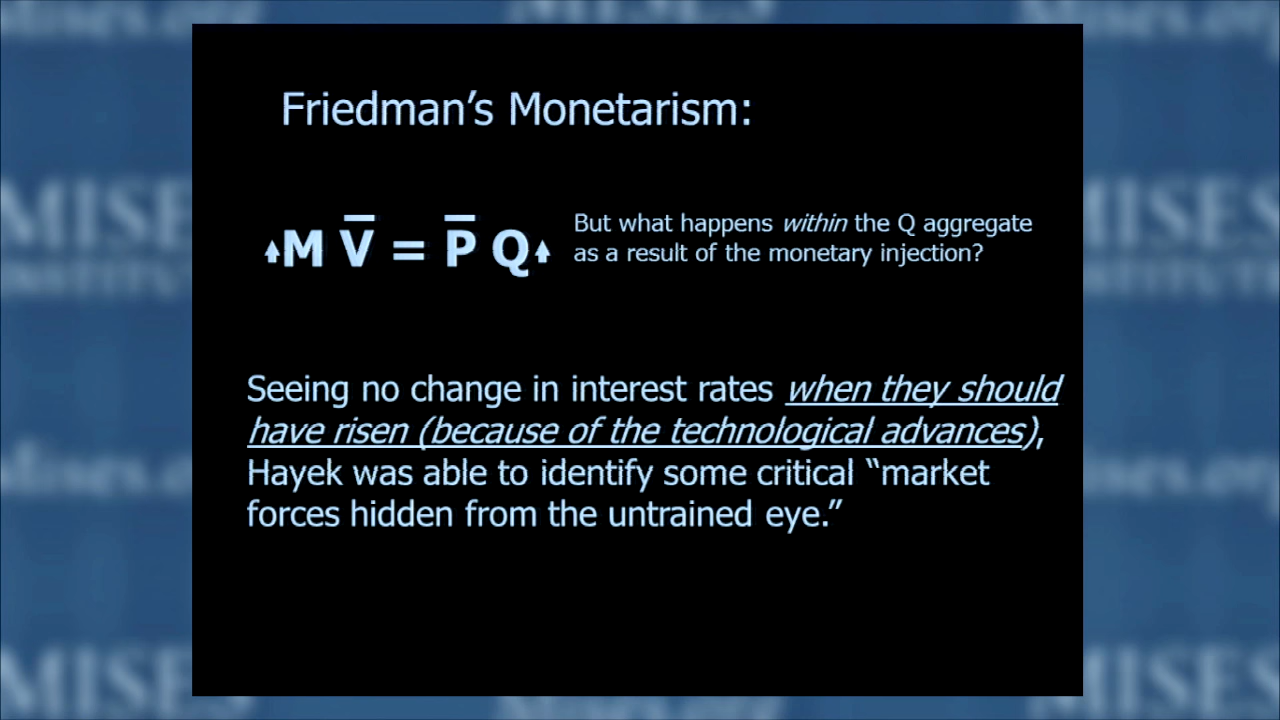 Friedman’s Monetarism:
↑M V̅ = P̅ Q↑
But what happens within the Q aggregate
as a result of the monetary injection?
Seeing no change in interest rates when they should
have risen (because of the technological advances),
Hayek was able to identify some critical “market
forces hidden from the untrained eye.”